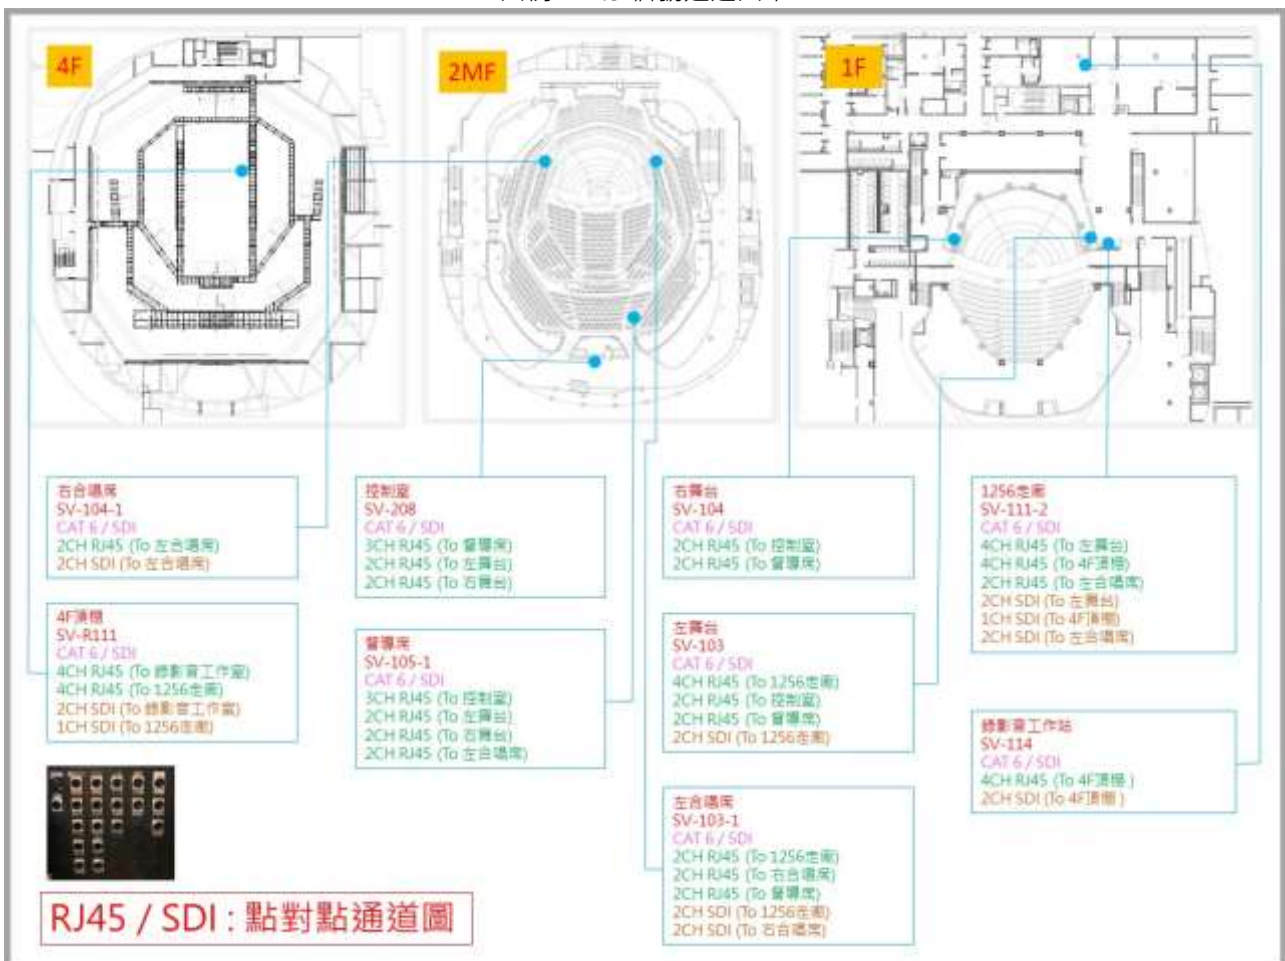 4F
2MF
1F
右合唱席
SV-104-1
CAT 6 / SDI
2CH RJ45 (To 左合唱席)
2CH SDI (To 左合唱席)
4F頂棚
SV-R111
CAT 6 / SDI
4CH RJ45 (To 錄影音工作室)
4CH RJ45 (To 1256走廊)
2CH SDI (To 錄影音工作室)
1CH SDI (To 1256走廊)
控制室
SV-208
CAT 6 / SDI
3CH RJ45 (To 督導席)
2CH RJ45 (To 左舞台)
2CH RJ45 (To 右舞台)
督導席
SV-105-1
CAT 6 / SDI
3CH RJ45 (To 控制室)
2CH RJ45 (To 左舞台)
2CH RJ45 (To 右舞台)
2CH RJ45 (To 左合唱席)
右舞台
SV-104
CAT 6 / SDI
2CH RJ45 (To 控制室)
2CH RJ45 (To 督導席)
左舞台
SV-103
CAT 6 / SDI
4CH RJ45 (To 1256走廊)
2CH RJ45 (To 控制室)
2CH RJ45 (To 督導席)
2CH SDI (To 1256走廊)
左合唱席
SV-103-1
CAT 6 / SDI
2CH RJ45 (To 1256走廊)
2CH RJ45 (To 右合唱席)
2CH RJ45 (To 督導席)
2CH SDI (To 1256走廊)
2CH SDI (To 右合唱席)
1256走廊
SV-111-2
CAT 6 / SDI
4CH RJ45 (To 左舞台)
4CH RJ45 (To 4F頂棚)
2CH RJ45 (To 左合唱席)
2CH SDI (To 左舞台)
1CH SDI (To 4F頂棚)
2CH SDI (To 左合唱席)
錄影音工作站
SV-114
CAT 6 / SDI
4CH RJ45 (To 4F頂棚 )
2CH SDI (To 4F頂棚 )
RJ45 / SDI : 點對點通道圖